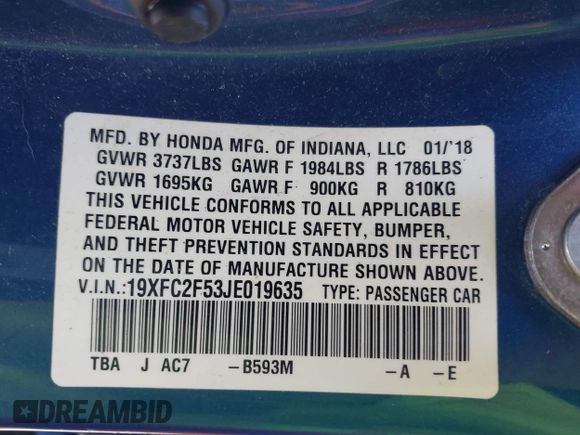 MFD. BY HONDA MFG. OF INDIANA, LLC 01/'18
GVWR 3737LBS GAWR F 1984LBS R 1786LBS
GVWR 1695KG GAWR F 900KG R 810KG
THIS VEHICLE CONFORMS TO ALL APPLICABLE
FEDERAL MOTOR VEHICLE SAFETY, BUMPER,
AND THEFT PREVENTION STANDARDS IN EFFECT
ON THE DATE OF MANUFACTURE SHOWN ABOVE.
V.I.N.:19XFC2F53JE019635 TYPE: PASSENGER CAR
TBA J AC7 -B593M -A -E
DREAMBID